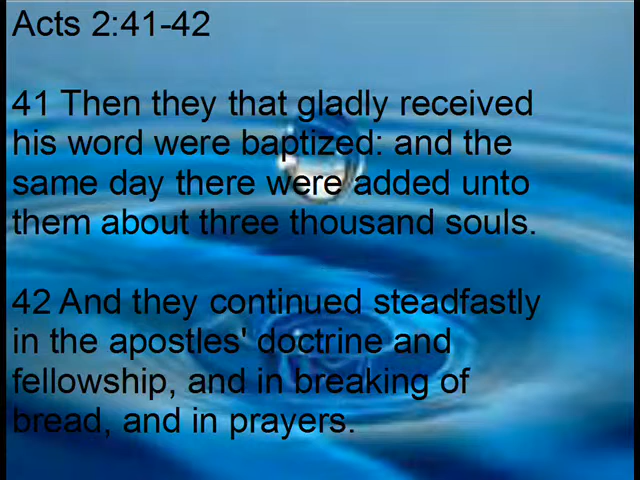 Acts 2:41-42
41 Then they that gladly received
his word were baptized: and the
same day there were added unto
them about three thousand souls.
42 And they continued steadfastly
in the apostles' doctrine and
fellowship, and in breaking of
bread, and in prayers.